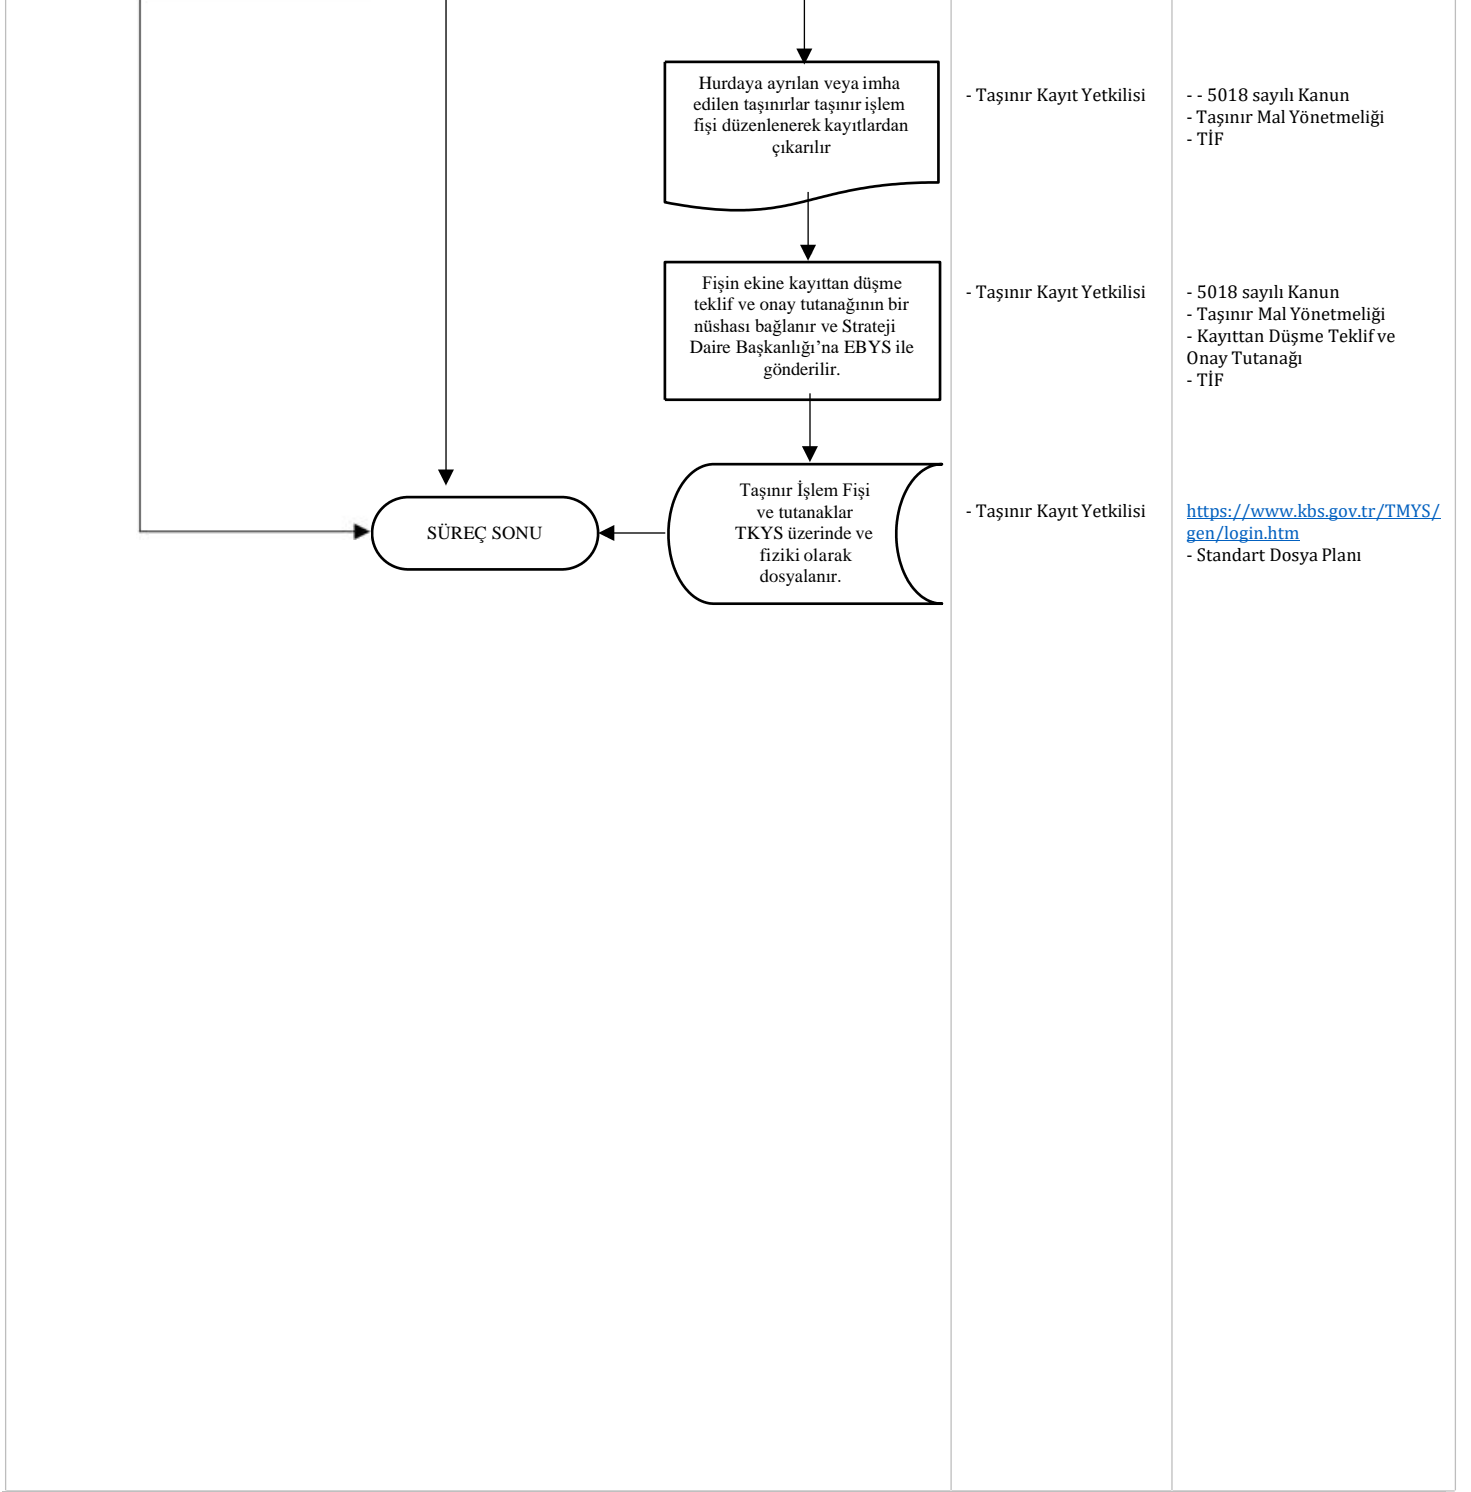 Hurdaya ayrılan veya imha
edilen taşınırlar taşınır işlem
fişi düzenlenerek kayıtlardan
çıkarılır
- Taşınır Kayıt Yetkilisi
- - 5018 sayılı Kanun
- Taşınır Mal Yönetmeliği
- TİF
Fişin ekine kayıttan düşme
teklif ve onay tutanağının bir
nüshası bağlanır ve Strateji
Daire Başkanlığı’na EBYS ile
gönderilir.
- Taşınır Kayıt Yetkilisi
- 5018 sayılı Kanun
- Taşınır Mal Yönetmeliği
- Kayıttan Düşme Teklif ve
Onay Tutanağı
- TİF
SÜREÇ SONU
Taşınır İşlem Fişi
ve tutanaklar
TKYS üzerinde ve
fiziki olarak
dosyalanır.
- Taşınır Kayıt Yetkilisi
https://www.kbs.gov.tr/TMYS/
gen/login.htm
- Standart Dosya Planı